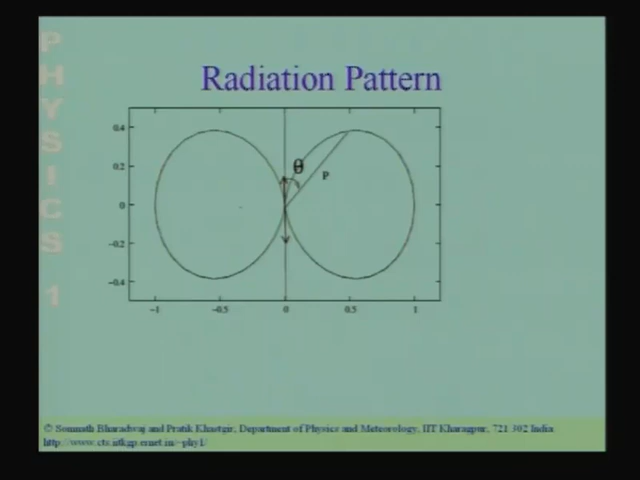 PHYSICS 1
Radiation Pattern
0.4
0.2
0
-0.2
-0.4
θ
P
-1
-0.5
0
0.5
1
© Somnath Bharadwaj and Pratik Khastgir, Department of Physics and Meteorology, IIT Kharagpur, 721 302 India
http://www.cts.iitkgp.ernet.in/~phy1/